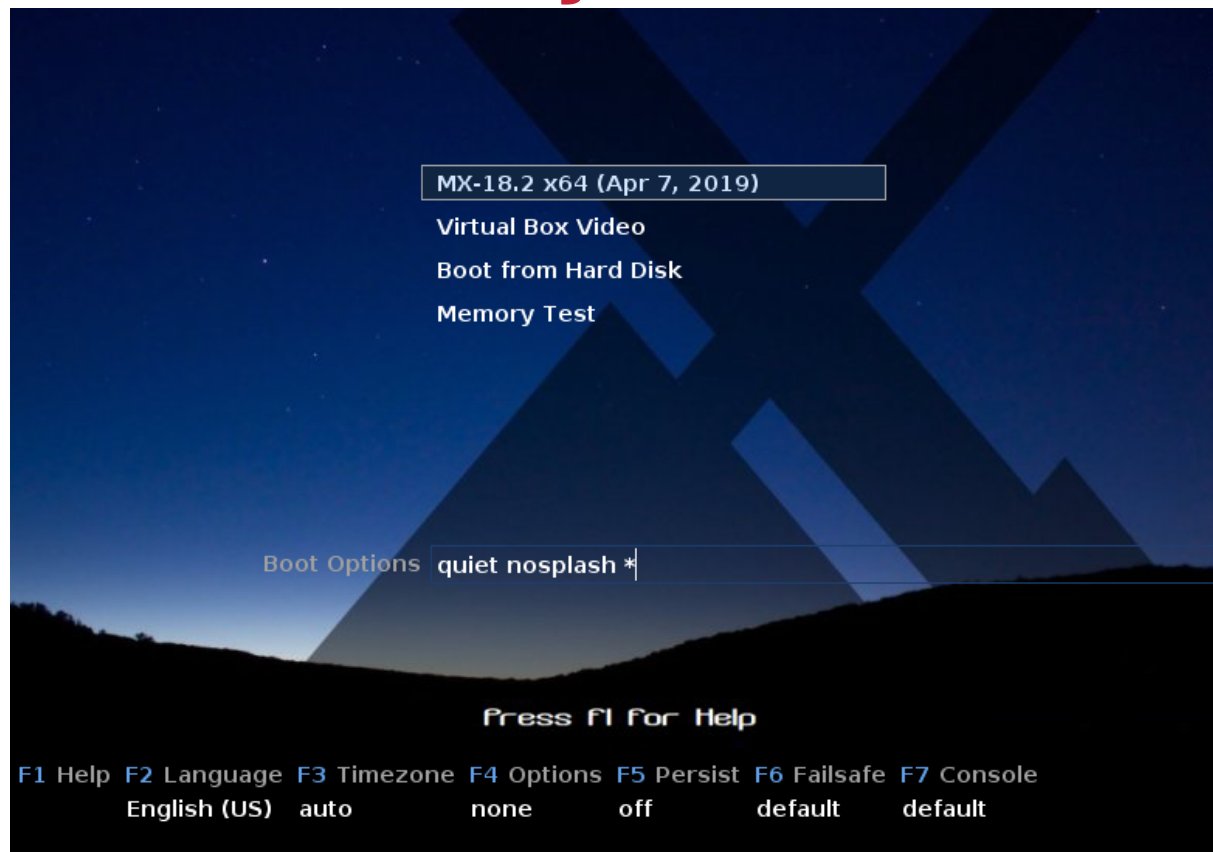 MX-18.2 x64 (Apr 7, 2019)
Virtual Box Video
Boot from Hard Disk
Memory Test
Boot Options quiet nosplash *
Press F1 for Help
F1 Help F2 Language F3 Timezone F4 Options F5 Persist F6 Failsafe F7 Console
English (US) auto none off default default